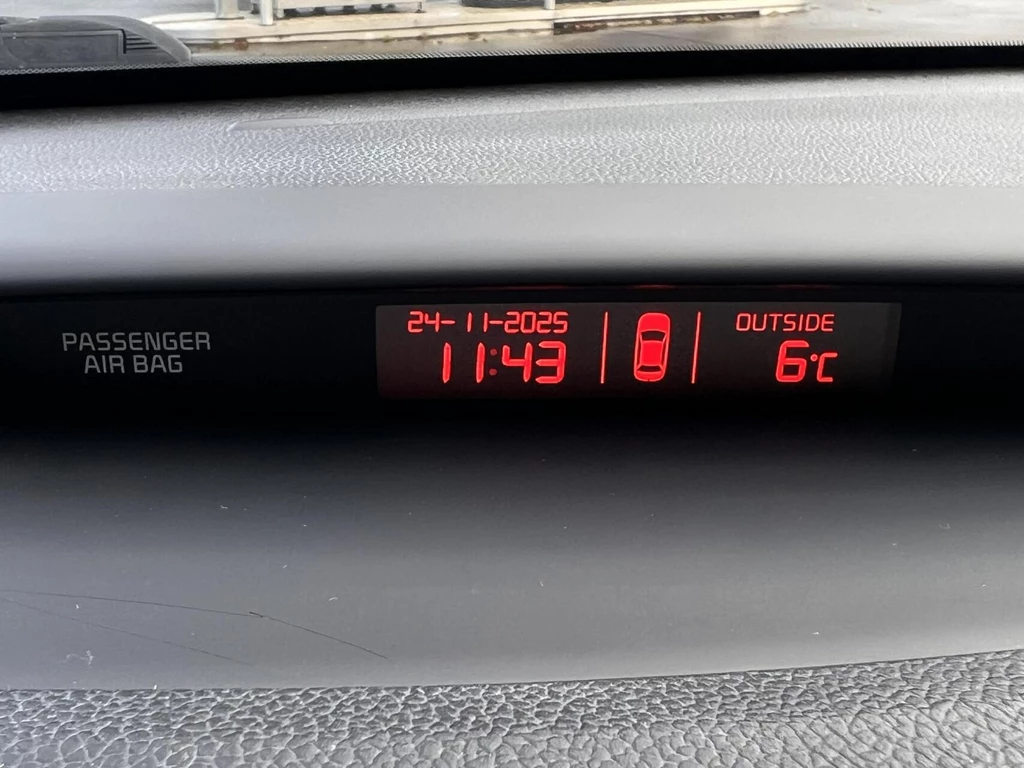 PASSENGER
AIR BAG
24-11-2025
11:43
OUTSIDE
6°C